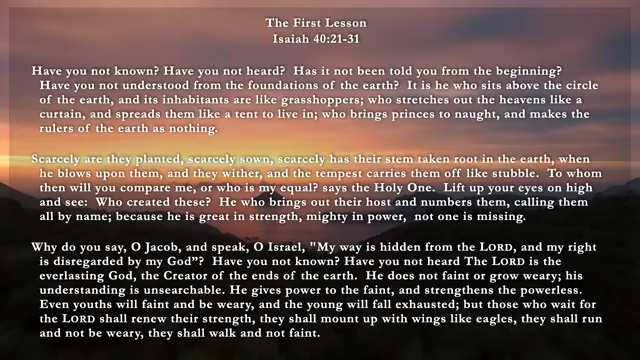 The First Lesson
Isaiah 40:21-31
Have you not known? Have you not heard?  Has it not been told you from the beginning?
Have you not understood from the foundations of the earth?  It is he who sits above the circle
of the earth, and its inhabitants are like grasshoppers; who stretches out the heavens like a
curtain, and spreads them like a tent to live in; who brings princes to naught, and makes the
rulers of the earth as nothing.
Scarcely are they planted, scarcely sown, scarcely has their stem taken root in the earth, when
he blows upon them, and they wither, and the tempest carries them off like stubble.  To whom
then will you compare me, or who is my equal? says the Holy One.  Lift up your eyes on high
and see:  Who created these?  He who brings out their host and numbers them, calling them
all by name; because he is great in strength, mighty in power,  not one is missing.
Why do you say, O Jacob, and speak, O Israel, "My way is hidden from the LORD, and my right
is disregarded by my God”?  Have you not known? Have you not heard The LORD is the
everlasting God, the Creator of the ends of the earth.  He does not faint or grow weary; his
understanding is unsearchable. He gives power to the faint, and strengthens the powerless.
Even youths will faint and be weary, and the young will fall exhausted; but those who wait for
the LORD shall renew their strength, they shall mount up with wings like eagles, they shall run
and not be weary, they shall walk and not faint.